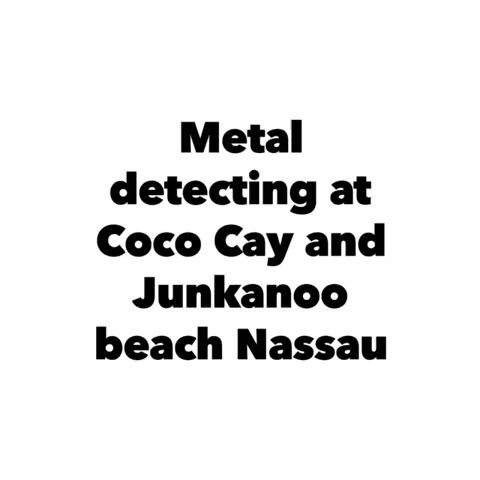 Metal
detecting at
Coco Cay and
Junkanoo
beach Nassau